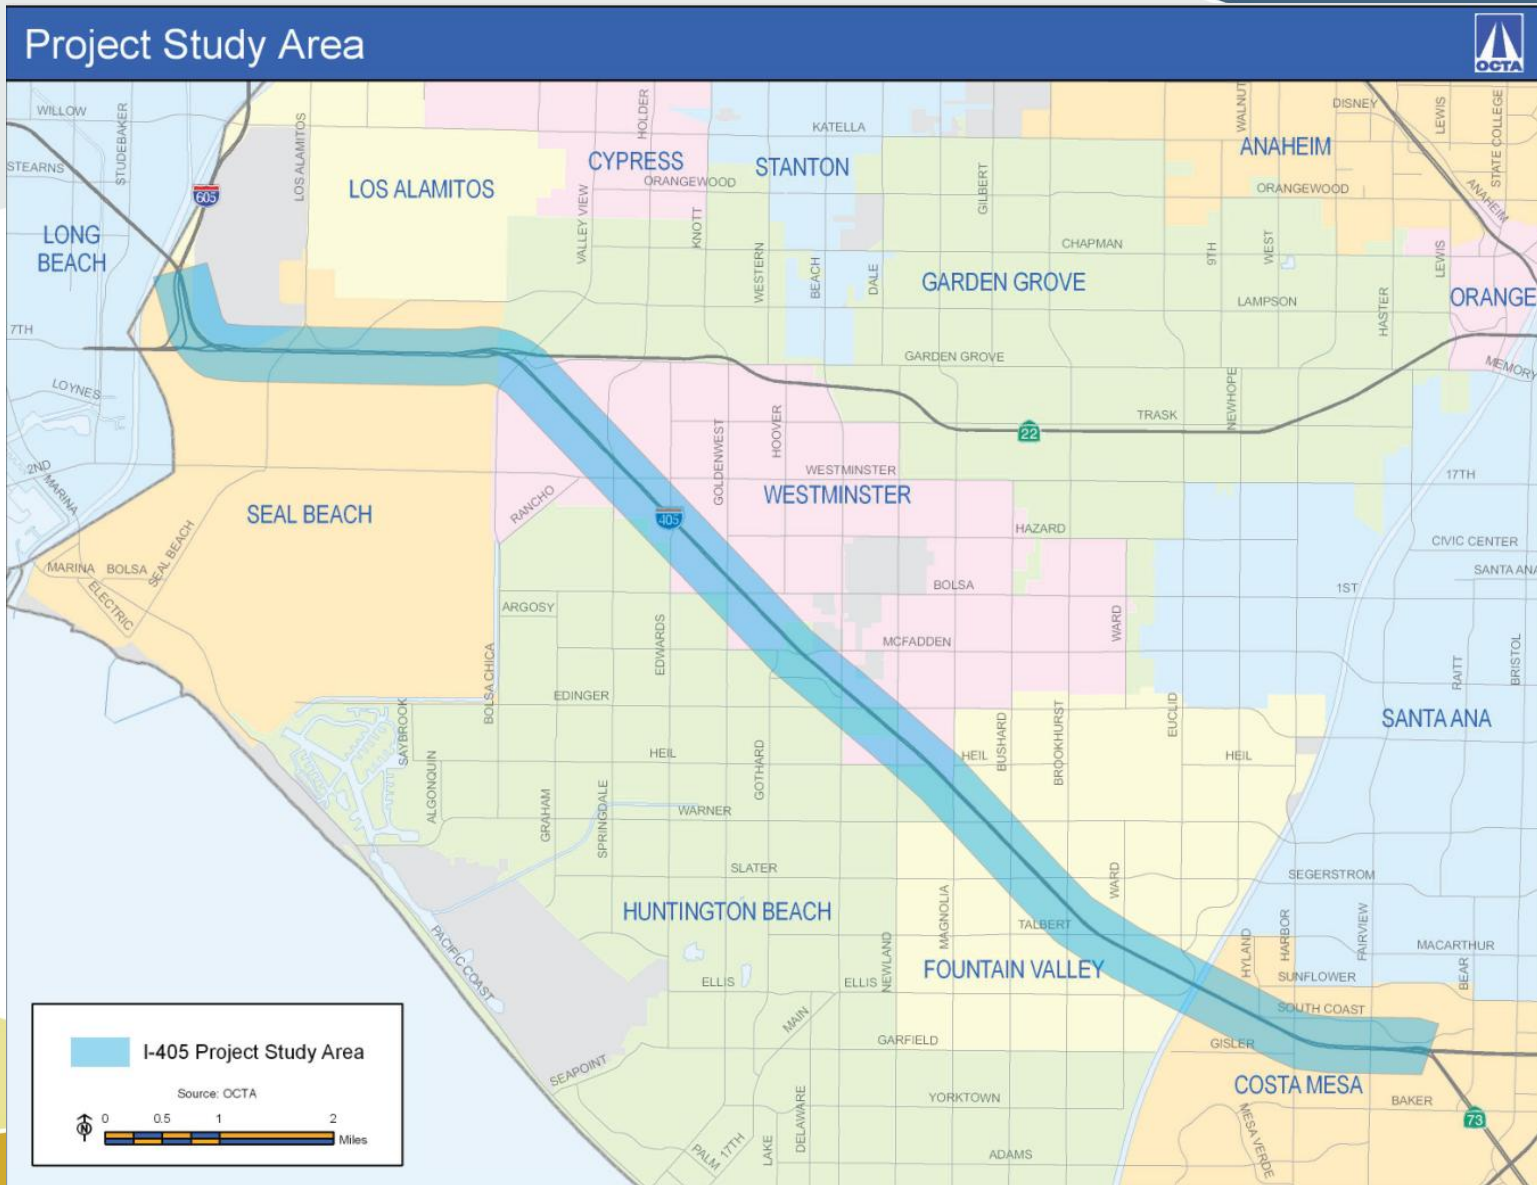 Project Study Area
OCTA
WILLOW
STUDEBAKER
STEARNS
605
LOS ALAMITOS
LOS ALAMITOS
HOLDER
CYPRESS
ORANGEWOOD
VALLEY VIEW
KNOTT
KATELLA
STANTON
WESTERN
BEACH
DALE
GILBERT
CHAPMAN
GARDEN GROVE
WALNUT
DISNEY
LEWIS
STATE COLLEGE
ANAHEIM
ORANGEWOOD
ANAHEIM
9TH
WEST
LEWIS
LAMPSON
HASTER
ORANGE
LONG
BEACH
7TH
LOYNES
GARDEN GROVE
MEMORY
NEWHOPE
TRASK
22
GOLDENWEST
HOOVER
WESTMINSTER
WESTMINSTER
17TH
2ND
MARINA
SEAL BEACH
RANCHO
405
HAZARD
CIVIC CENTER
SANTA ANA
MARINA
BOLSA
SEAL BEACH
ELECTRIC
BOLSA
1ST
ARGOSY
EDWARDS
MCFADDEN
WARD
RAITT
BRISTOL
BOLSA CHICA
EDINGER
SAYBROOK
ALGONQUIN
HEIL
GOTHARD
HEIL
BUSHARD
BROOKHURST
EUCLID
HEIL
SANTA ANA
GRAHAM
SPRINGDALE
WARNER
SLATER
SEGERSTROM
HUNTINGTON BEACH
MAGNOLIA
TALBERT
WARD
PACIFIC COAST
NEWLAND
FOUNTAIN VALLEY
HYLAND
HARBOR
FAIRVIEW
MACARTHUR
BEAR
SUNFLOWER
ELLIS
ELLIS
MAIN
SOUTH COAST
GARFIELD
GISLER
SEAPOINT
COSTA MESA
YORKTOWN
BAKER
73
DELAWARE
LAKE
PALM
17TH
ADAMS
MESA VERDE
I-405 Project Study Area
Source: OCTA
N
0 0.5 1 2
Miles